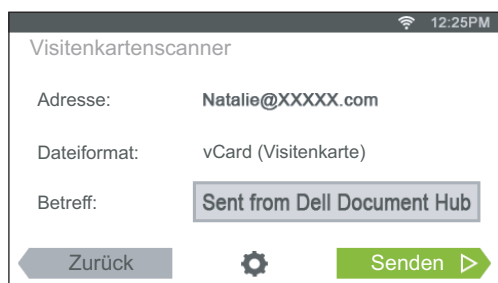 12:25PM
Visitenkartenscanner
Adresse: Natalie@XXXXX.com
Dateiformat: vCard (Visitenkarte)
Betreff: Sent from Dell Document Hub
Zurück Senden